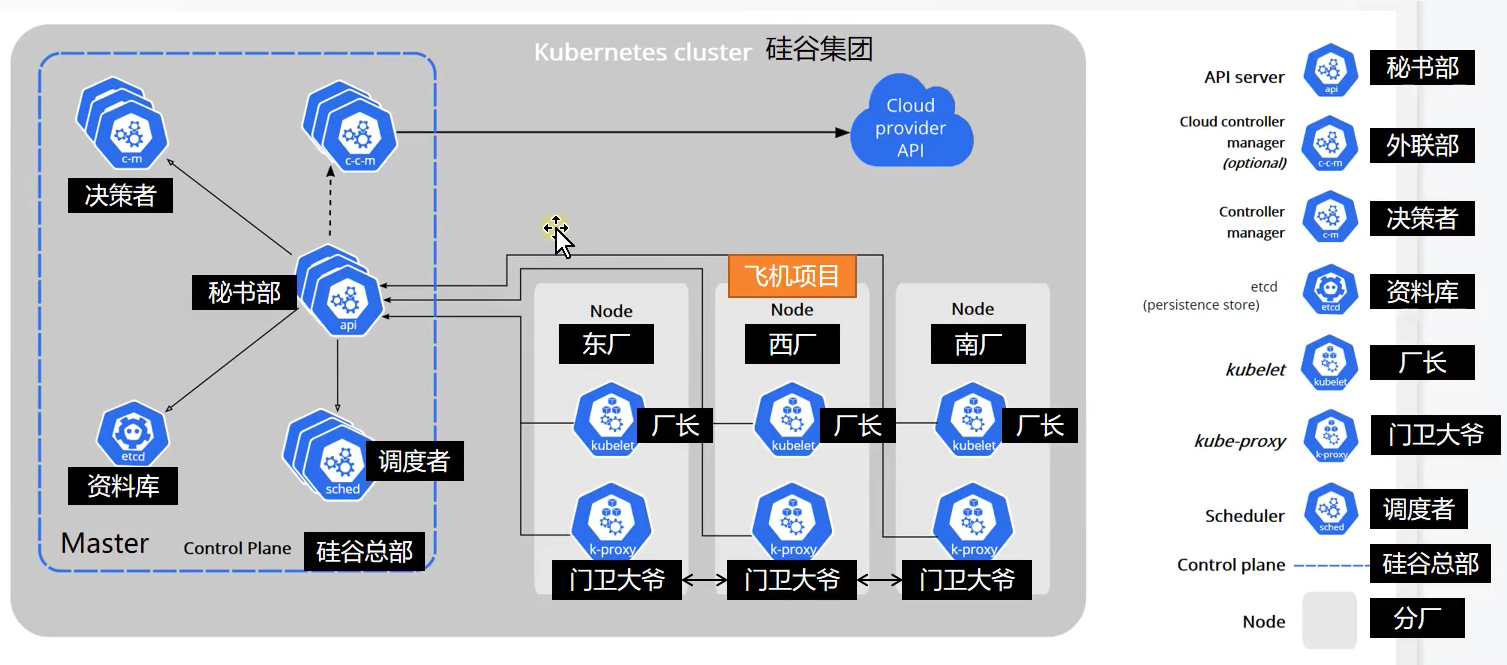 Kubernetes cluster 硅谷集团
c-m
决策者
c-c-m
Cloud
provider
API
秘书部
api
etcd
资料库
sched
调度者
Master
Control Plane
硅谷总部
飞机项目
Node
东厂
kubelet
厂长
k-proxy
门卫大爷
Node
西厂
kubelet
厂长
k-proxy
门卫大爷
Node
南厂
kubelet
厂长
k-proxy
门卫大爷
API server
api
秘书部
Cloud controller
manager
(optional)
c-c-m
外联部
Controller
manager
c-m
决策者
etcd
(persistence store)
etcd
资料库
kubelet
kubelet
厂长
kube-proxy
k-proxy
门卫大爷
Scheduler
sched
调度者
Control plane
硅谷总部
Node
分厂